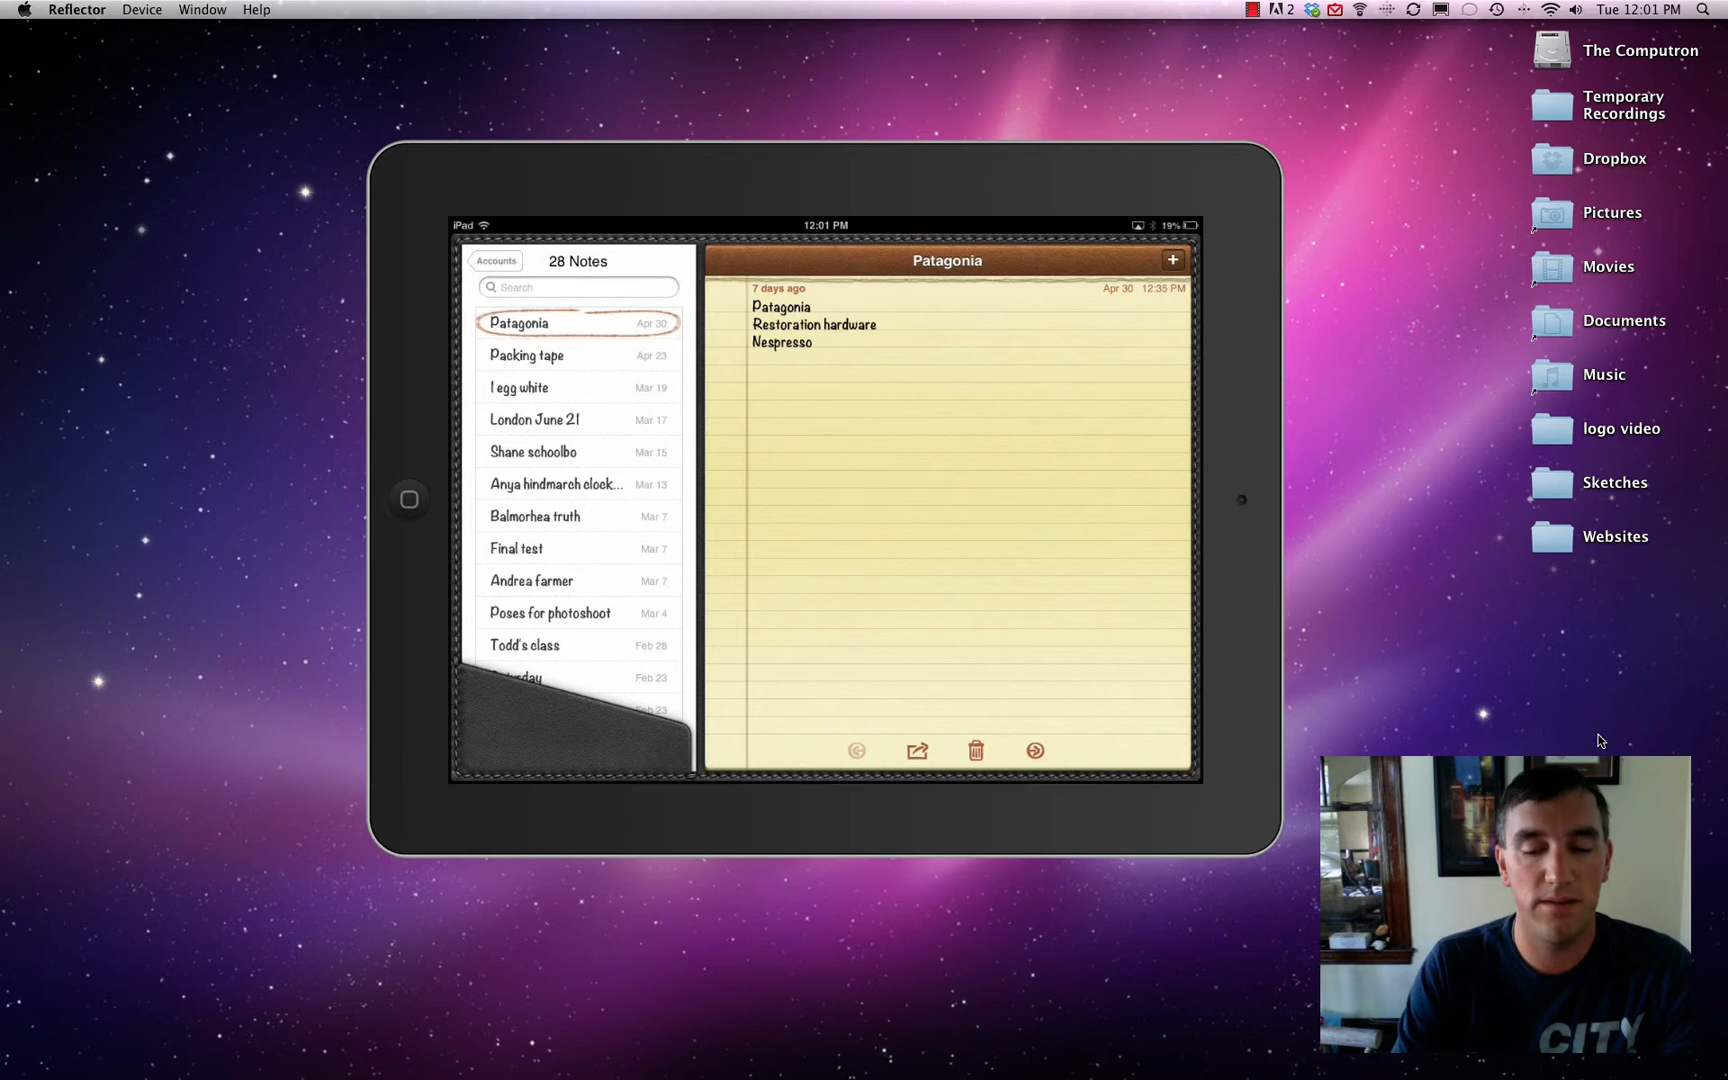 Reflector Device Window Help
2 Tue 12:01 PM
The Computron
Temporary
Recordings
Dropbox
Pictures
Movies
Documents
Music
logo video
Sketches
Websites
iPad 12:01 PM 19%
Accounts 28 Notes
Search
Patagonia Apr 30
Packing tape Apr 23
1 egg white Mar 19
London June 21 Mar 17
Shane schoolbo Mar 15
Anya hindmarch clock... Mar 13
Balmorhea truth Mar 7
Final test Mar 7
Andrea farmer Mar 7
Poses for photoshoot Mar 4
Todd's class Feb 28
Feb 23
Feb 23
Patagonia +
7 days ago Apr 30 12:35 PM
Patagonia
Restoration hardware
Nespresso
CITY